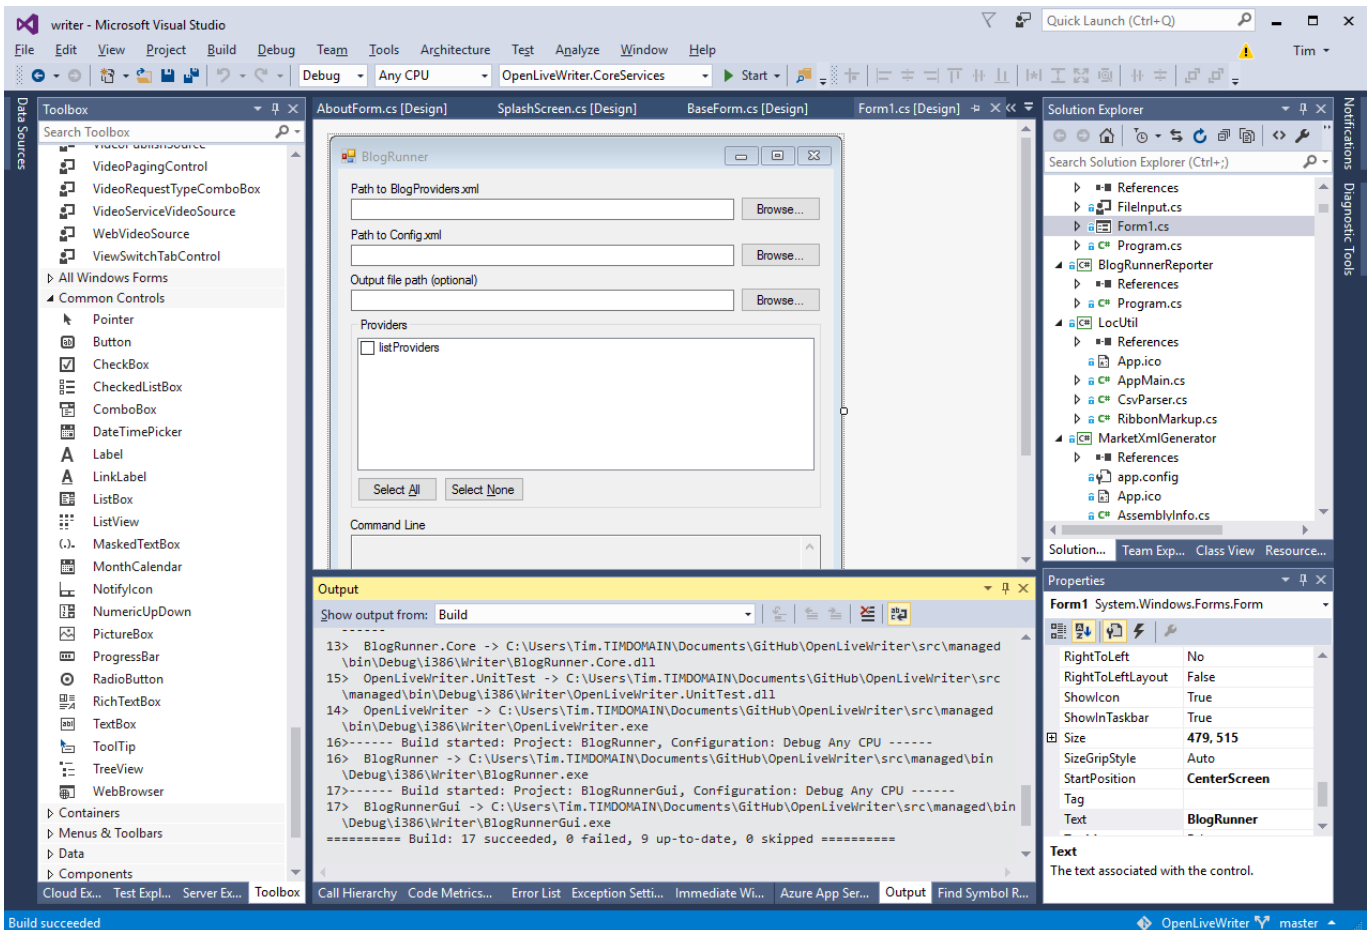 writer - Microsoft Visual Studio
Quick Launch (Ctrl+Q)
File Edit View Project Build Debug Team Tools Architecture Test Analyze Window Help
Tim
Debug Any CPU OpenLiveWriter.CoreServices Start
Data Sources
Toolbox
Search Toolbox
VideoPublishSource
VideoPagingControl
VideoRequestTypeComboBox
VideoServiceVideoSource
WebVideoSource
ViewSwitchTabControl
All Windows Forms
Common Controls
Pointer
Button
CheckBox
CheckedListBox
ComboBox
DateTimePicker
Label
LinkLabel
ListBox
ListView
MaskedTextBox
MonthCalendar
NotifyIcon
NumericUpDown
PictureBox
ProgressBar
RadioButton
RichTextBox
TextBox
ToolTip
TreeView
WebBrowser
Containers
Menus & Toolbars
Data
Components
Cloud Ex... Test Expl... Server Ex... Toolbox
AboutForm.cs [Design] SplashScreen.cs [Design] BaseForm.cs [Design] Form1.cs [Design]
BlogRunner
Path to BlogProviders.xml
Browse...
Path to Config.xml
Browse...
Output file path (optional)
Browse...
Providers
listProviders
Select All Select None
Command Line
Output
Show output from: Build
------
13>  BlogRunner.Core -> C:\Users\Tim.TIMDOMAIN\Documents\GitHub\OpenLiveWriter\src\managed
\bin\Debug\i386\Writer\BlogRunner.Core.dll
15>  OpenLiveWriter.UnitTest -> C:\Users\Tim.TIMDOMAIN\Documents\GitHub\OpenLiveWriter\src
\managed\bin\Debug\i386\Writer\OpenLiveWriter.UnitTest.dll
14>  OpenLiveWriter -> C:\Users\Tim.TIMDOMAIN\Documents\GitHub\OpenLiveWriter\src\managed
\bin\Debug\i386\Writer\OpenLiveWriter.exe
16>------ Build started: Project: BlogRunner, Configuration: Debug Any CPU ------
16>  BlogRunner -> C:\Users\Tim.TIMDOMAIN\Documents\GitHub\OpenLiveWriter\src\managed\bin
\Debug\i386\Writer\BlogRunner.exe
17>------ Build started: Project: BlogRunnerGui, Configuration: Debug Any CPU ------
17>  BlogRunnerGui -> C:\Users\Tim.TIMDOMAIN\Documents\GitHub\OpenLiveWriter\src\managed\bin
\Debug\i386\Writer\BlogRunnerGui.exe
========== Build: 17 succeeded, 0 failed, 9 up-to-date, 0 skipped ==========
Call Hierarchy Code Metrics... Error List Exception Setti... Immediate Wi... Azure App Ser... Output Find Symbol R...
Solution Explorer
Search Solution Explorer (Ctrl+;)
References
FileInput.cs
Form1.cs
Program.cs
BlogRunnerReporter
References
Program.cs
LocUtil
References
App.ico
AppMain.cs
CsvParser.cs
RibbonMarkup.cs
MarketXmlGenerator
References
app.config
App.ico
AssemblyInfo.cs
Solution... Team Exp... Class View Resource...
Properties
Form1 System.Windows.Forms.Form
RightToLeft No
RightToLeftLayout False
ShowIcon True
ShowInTaskbar True
Size 479, 515
SizeGripStyle Auto
StartPosition CenterScreen
Tag
Text BlogRunner
Text
The text associated with the control.
Notifications
Diagnostic Tools
Build succeeded
OpenLiveWriter master